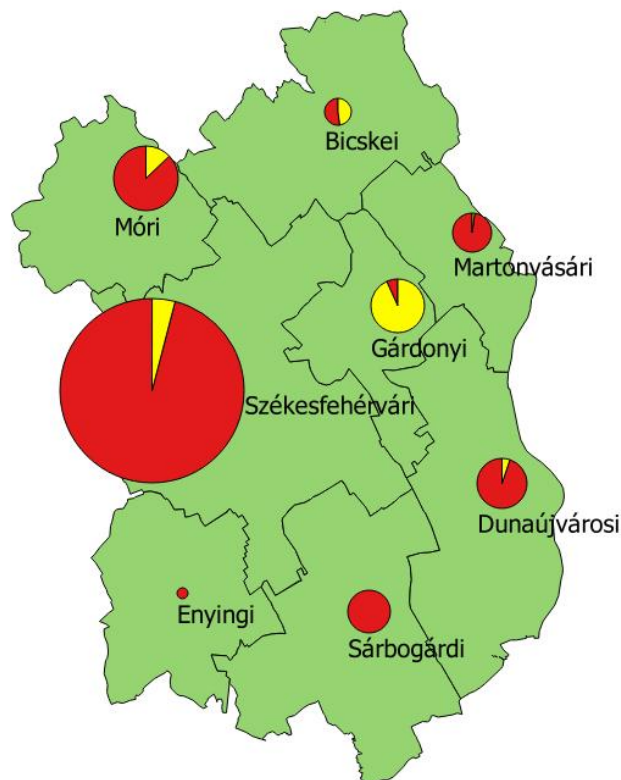 Bicskei
Móri
Martonvásári
Gárdonyi
Székesfehérvári
Dunaújvárosi
Enyingi
Sárbogárdi